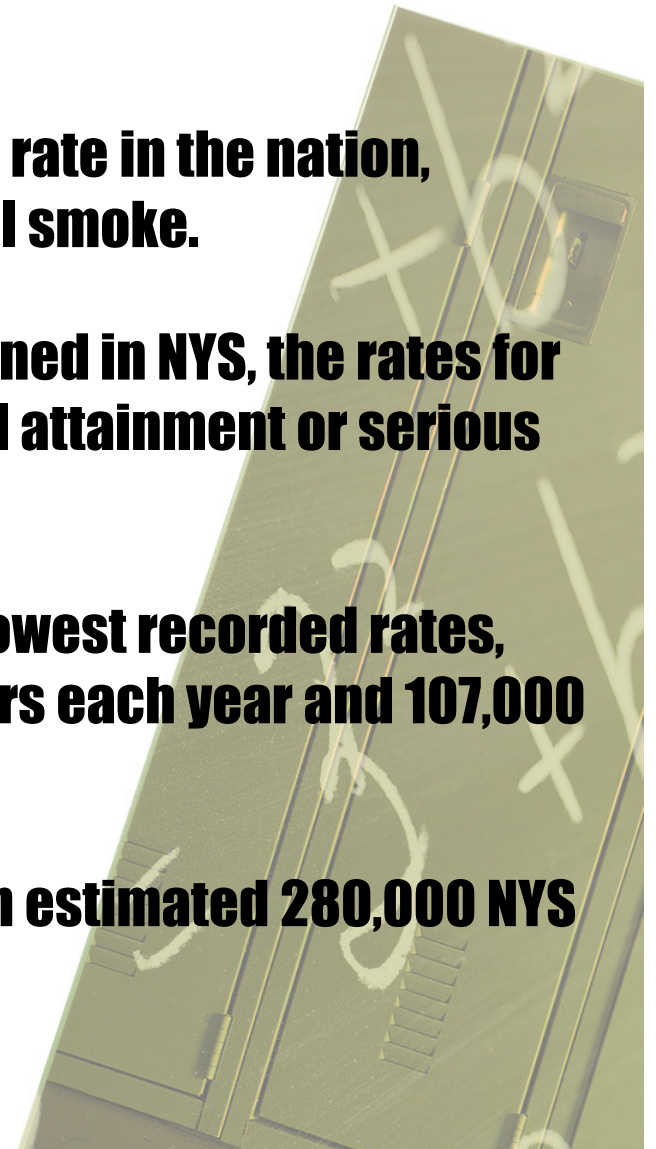 rate in the nation,
l smoke.
ned in NYS, the rates for
l attainment or serious
owest recorded rates,
rs each year and 107,000
n estimated 280,000 NYS